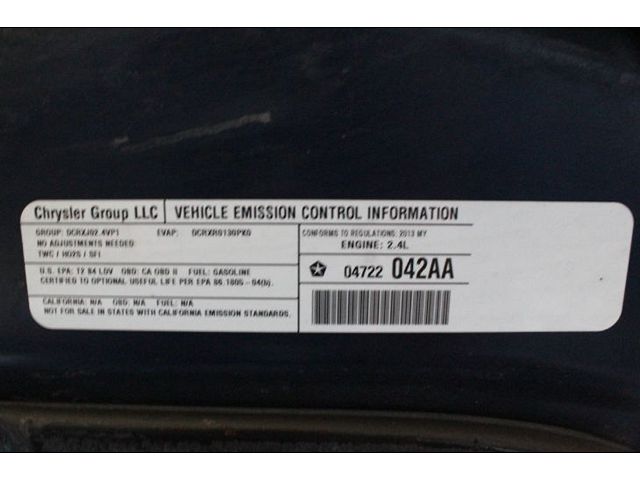 Chrysler Group LLC VEHICLE EMISSION CONTROL INFORMATION
GROUP: DCRXJ02.4VP1 EVAP: DCRXR0130PK0
NO ADJUSTMENTS NEEDED
TWC / HO2S / SFI
CONFORMS TO REGULATIONS: 2013 MY
ENGINE: 2.4L
U.S. EPA: T2 B4 LDV OBD: CA OBD II FUEL: GASOLINE
CERTIFIED TO OPTIONAL USEFUL LIFE PER EPA 86.1805-04(b).
04722 042AA
CALIFORNIA: N/A OBD: N/A FUEL: N/A
NOT FOR SALE IN STATES WITH CALIFORNIA EMISSION STANDARDS.